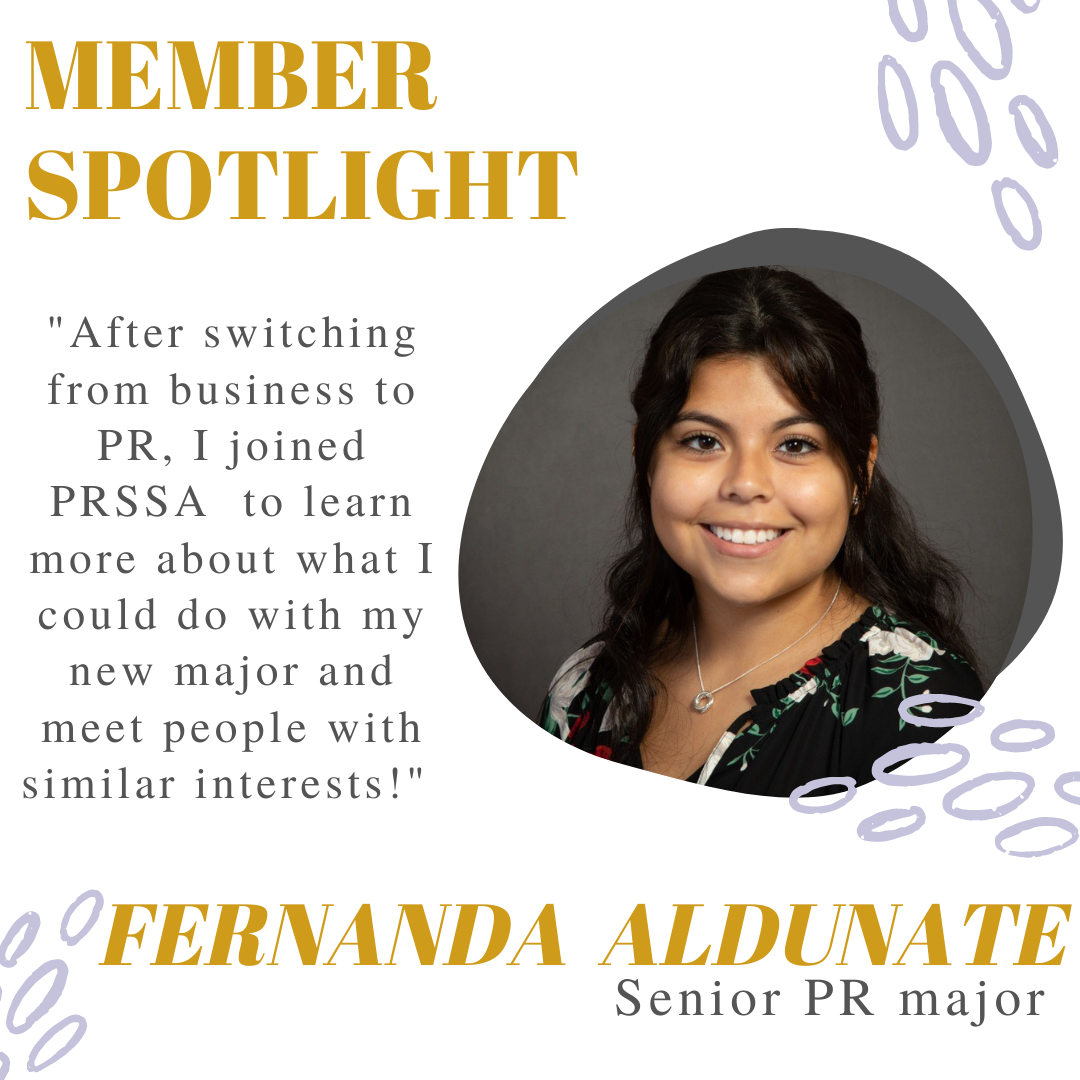 MEMBER
SPOTLIGHT
"After switching
from business to
PR, I joined
PRSSA  to learn
more about what I
could do with my
new major and
meet people with
similar interests!"
FERNANDA ALDUNATE
Senior PR major